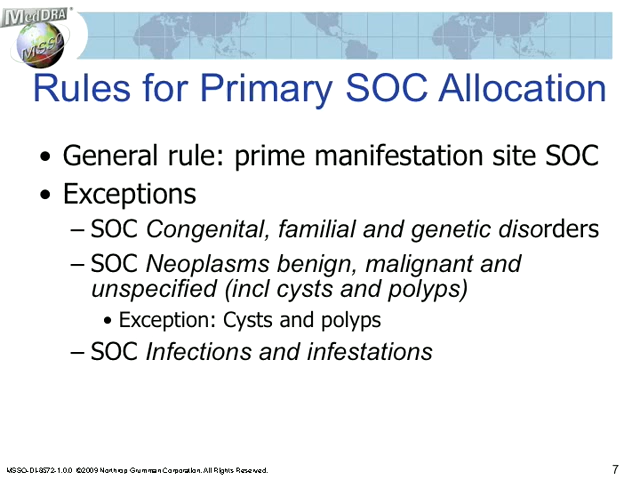 MedDRA
MSSO
Rules for Primary SOC Allocation
• General rule: prime manifestation site SOC
• Exceptions
– SOC Congenital, familial and genetic disorders
– SOC Neoplasms benign, malignant and
unspecified (incl cysts and polyps)
• Exception: Cysts and polyps
– SOC Infections and infestations
MSSO-DI-8572-1.0.0 ©2009 Northrop Grumman Corporation. All Rights Reserved.
7